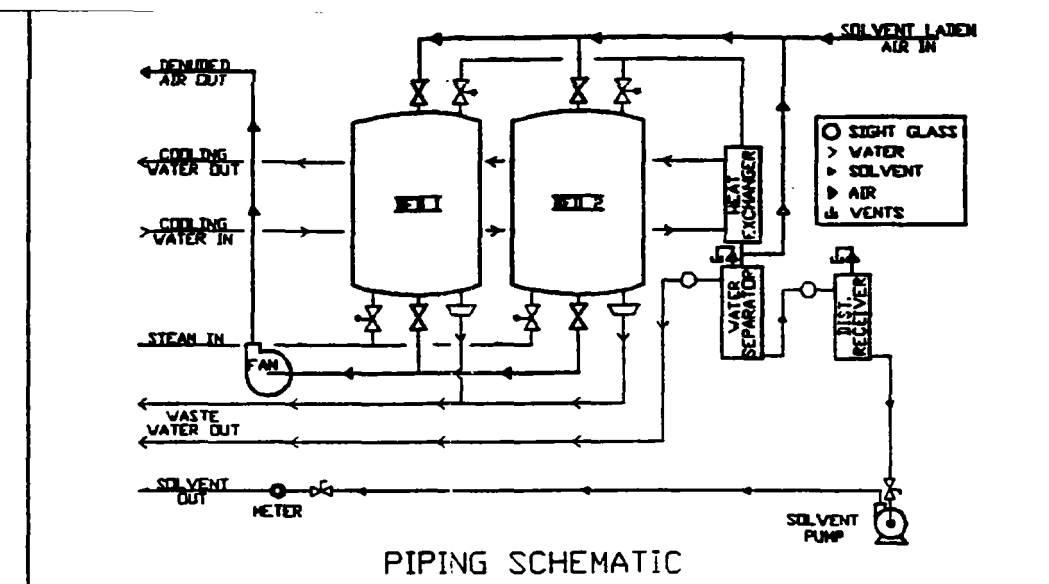 SOLVENT LADEN
AIR IN
DENUDED
AIR OUT
COOLING
WATER OUT
COOLING
WATER IN
BED 1
BED 2
HEAT
EXCHANGER
SIGHT GLASS
WATER
SOLVENT
AIR
VENTS
WATER
SEPARATOR
DIST.
RECEIVER
STEAM IN
FAN
WASTE
WATER OUT
SOLVENT
OUT
METER
SOLVENT
PUMP
PIPING SCHEMATIC